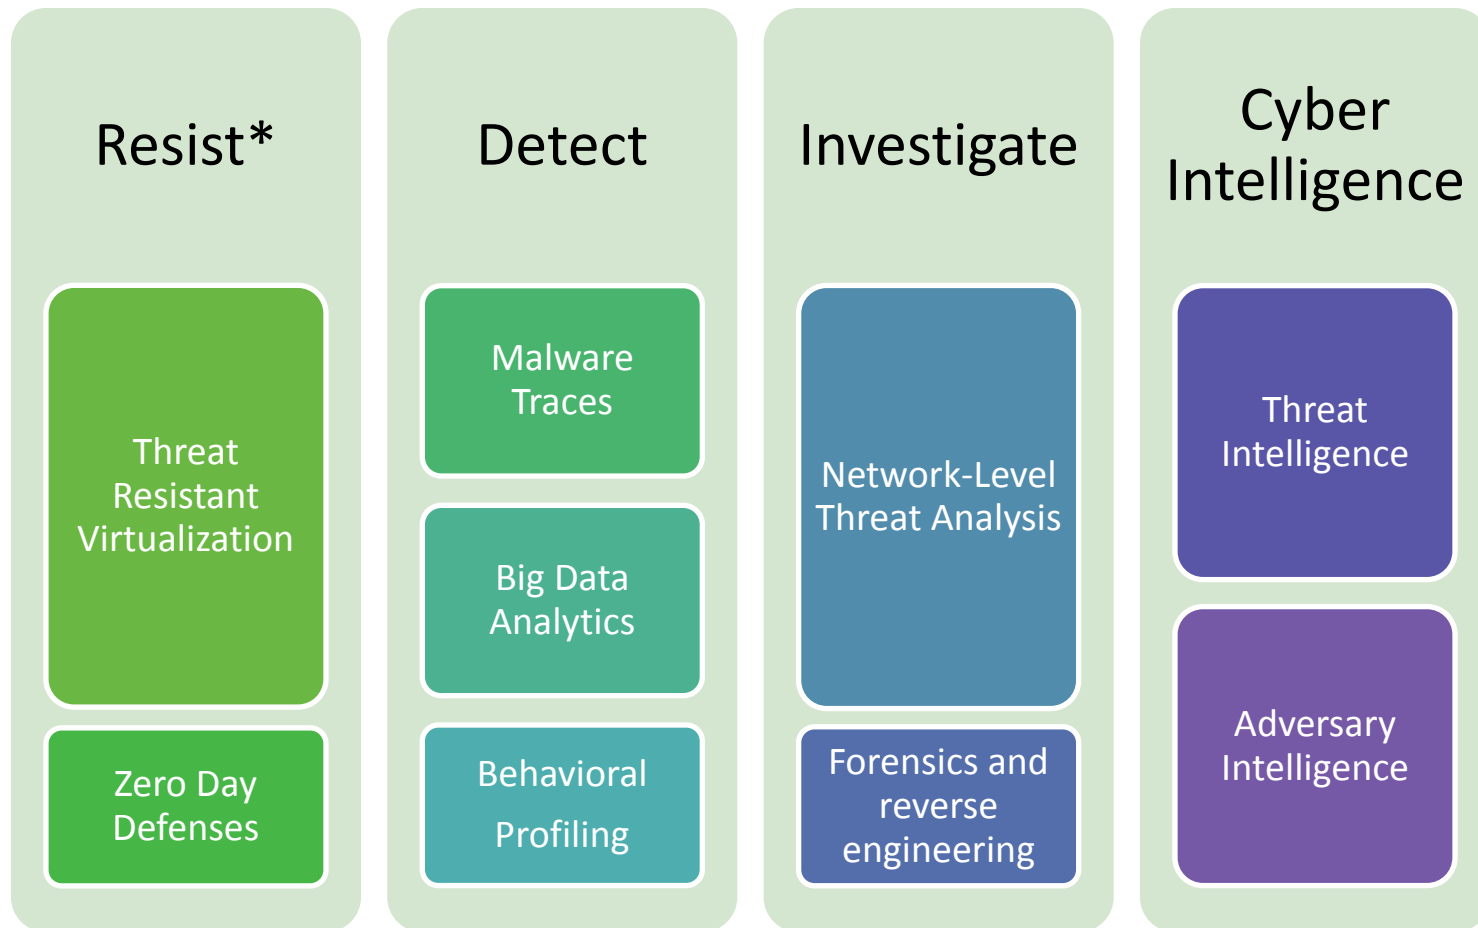 Resist*
Threat
Resistant
Virtualization
Zero Day
Defenses
Detect
Malware
Traces
Big Data
Analytics
Behavioral
Profiling
Investigate
Network-Level
Threat Analysis
Forensics and
reverse
engineering
Cyber
Intelligence
Threat
Intelligence
Adversary
Intelligence